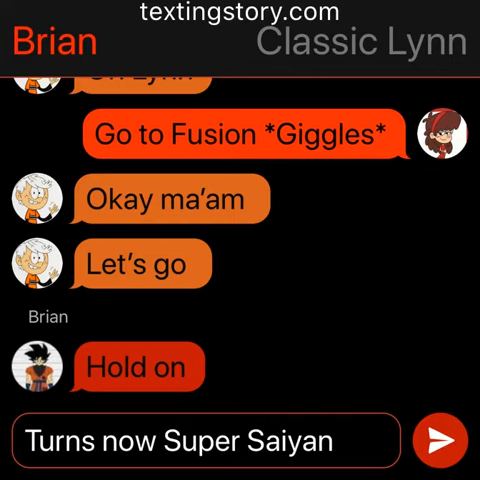 textingstory.com
Brian Classic Lynn
Go to Fusion *Giggles*
Okay ma’am
Let’s go
Brian
Hold on
Turns now Super Saiyan